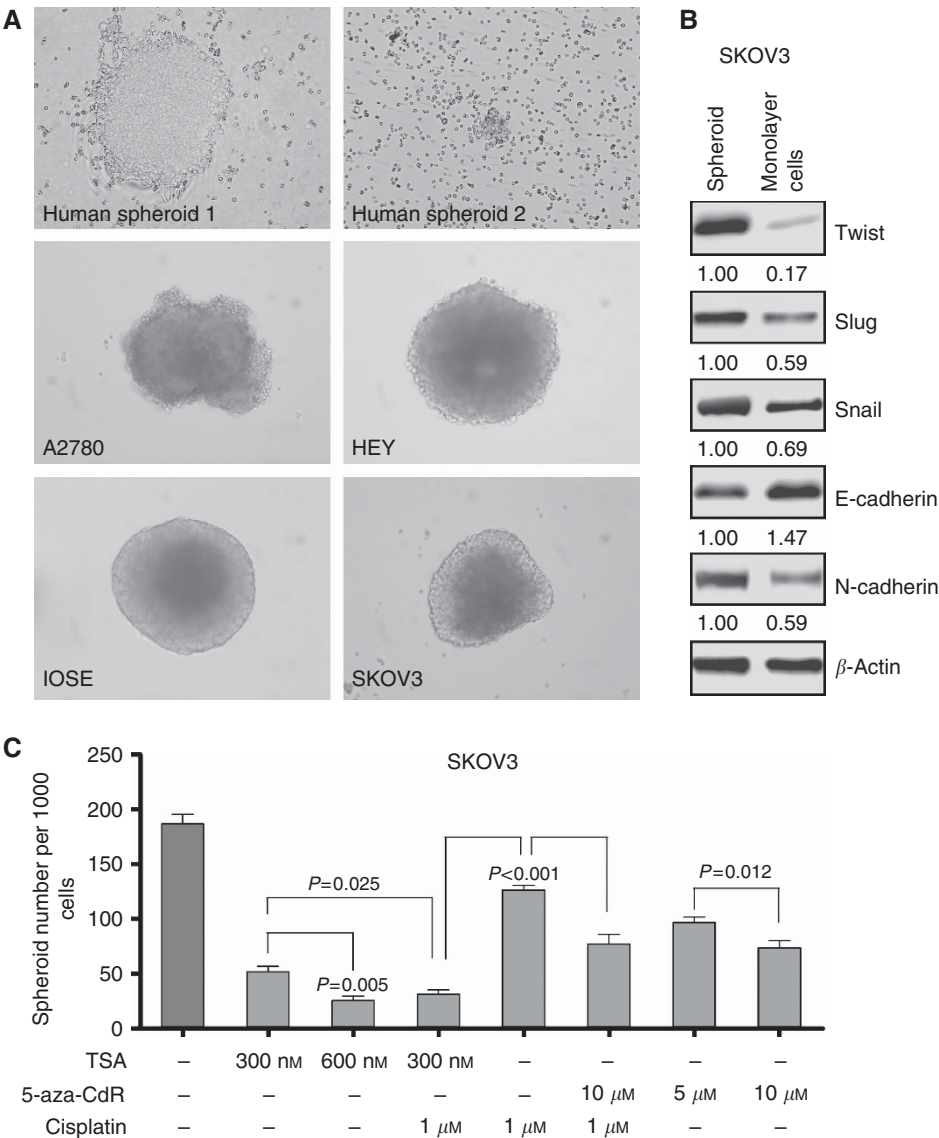 A
Human spheroid 1
Human spheroid 2
A2780
HEY
IOSE
SKOV3
B
SKOV3
Spheroid
Monolayer
cells
Twist
1.00 0.17
Slug
1.00 0.59
Snail
1.00 0.69
E-cadherin
1.00 1.47
N-cadherin
1.00 0.59
β-Actin
C
SKOV3
Spheroid number per 1000
cells
250
200
150
100
50
0
P=0.025
P=0.005
P<0.001
P=0.012
TSA – 300 nM 600 nM 300 nM – – – –
5-aza-CdR – – – – – 10 μM 5 μM 10 μM
Cisplatin – – – 1 μM 1 μM 1 μM – –